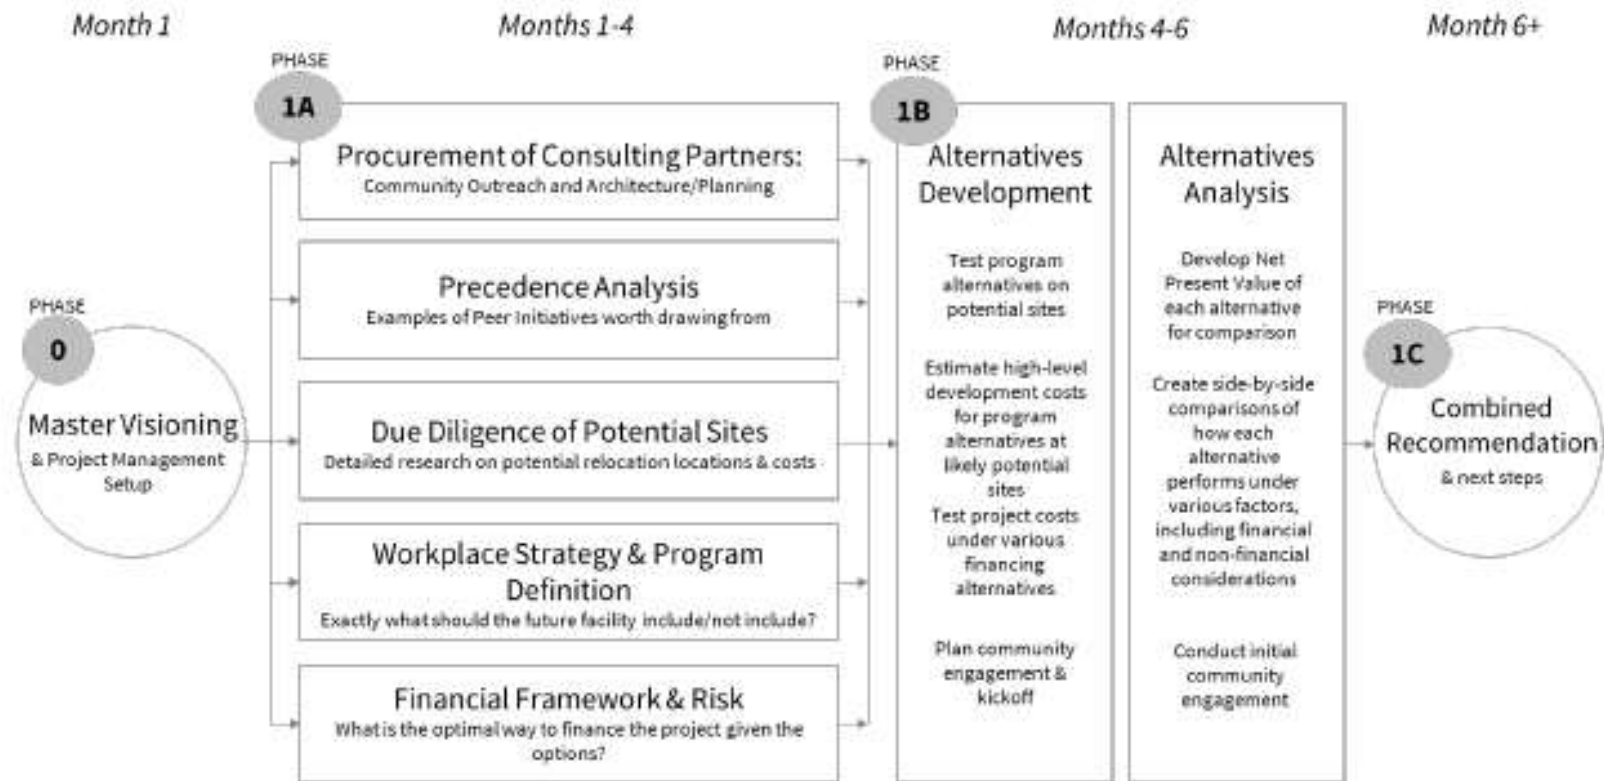 Month 1
Months 1-4
Months 4-6
Month 6+
PHASE
0
Master Visioning
& Project Management
Setup
PHASE
1A
Procurement of Consulting Partners:
Community Outreach and Architecture/Planning
Precedence Analysis
Examples of Peer Initiatives worth drawing from
Due Diligence of Potential Sites
Detailed research on potential relocation locations & costs
Workplace Strategy & Program
Definition
Exactly what should the future facility include/not include?
Financial Framework & Risk
What is the optimal way to finance the project given the
options?
PHASE
1B
Alternatives
Development
Test program
alternatives on
potential sites
Estimate high-level
development costs
for program
alternatives at
likely potential
sites
Test project costs
under various
financing
alternatives
Plan community
engagement &
kickoff
Alternatives
Analysis
Develop Net
Present Value of
each alternative
for comparison
Create side-by-side
comparisons of
how each
alternative
performs under
various factors,
including financial
and non-financial
considerations
Conduct initial
community
engagement
PHASE
1C
Combined
Recommendation
& next steps